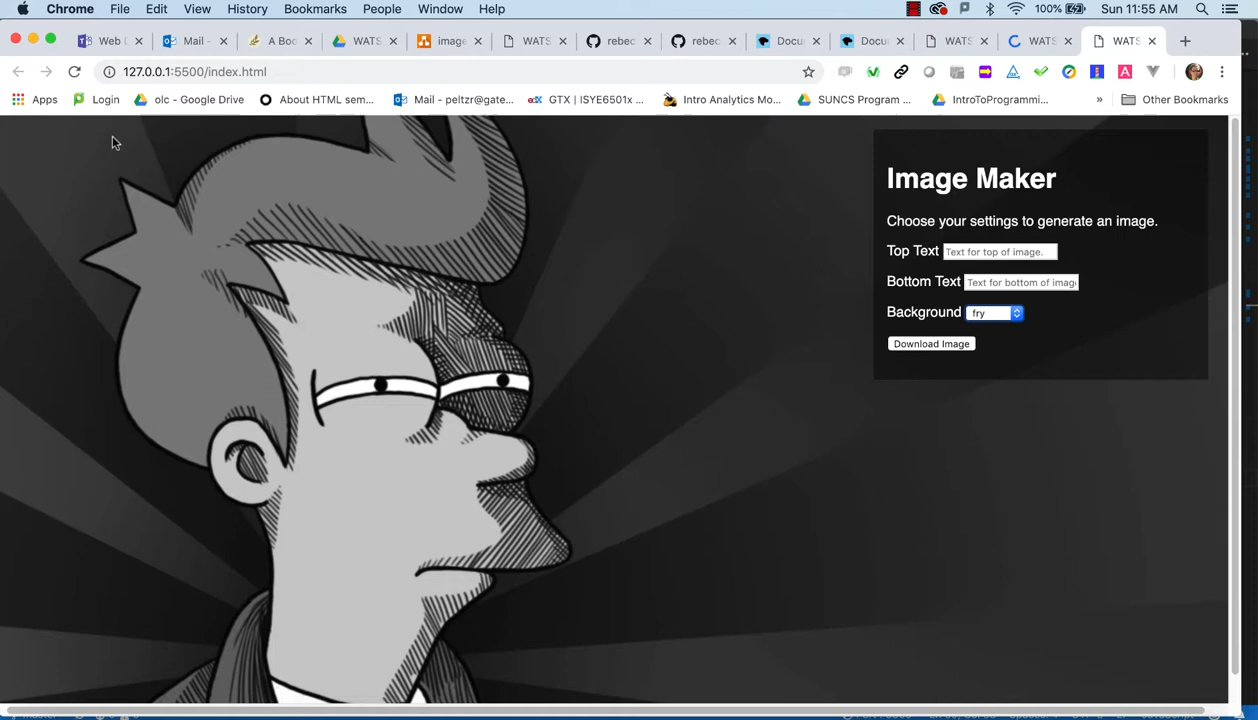 Chrome File Edit View History Bookmarks People Window Help 100% Sun 11:55 AM
Web D Mail - A Boo WATS image WATS rebec rebec Docu Docu WATS WATS WATS
127.0.0.1:5500/index.html
Apps Login olc - Google Drive About HTML sem... Mail - peltzr@gate... GTX | ISYE6501x ... Intro Analytics Mo... SUNCS Program ... IntroToProgrammi... » Other Bookmarks
Image Maker
Choose your settings to generate an image.
Top Text Text for top of image.
Bottom Text Text for bottom of imag
Background fry
Download Image